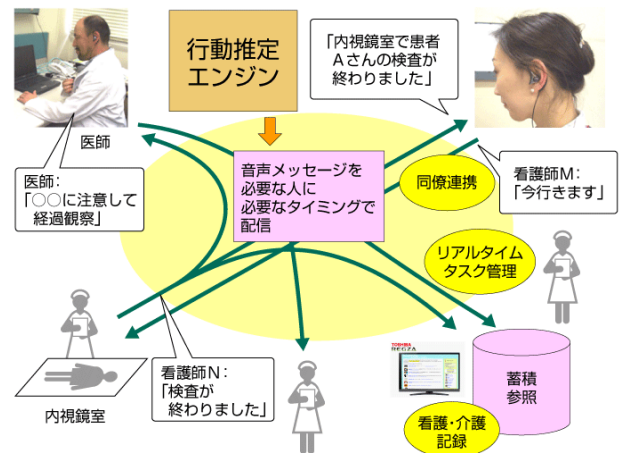 行動推定
エンジン
「内視鏡室で患者
Aさんの検査が
終わりました」
医師
医師：
「○○に注意して
経過観察」
音声メッセージを
必要な人に
必要なタイミングで
配信
同僚連携
看護師M：
「今行きます」
リアルタイム
タスク管理
看護師N：
「検査が
終わりました」
内視鏡室
TOSHIBA
REGZA
蓄積
参照
看護・介護
記録